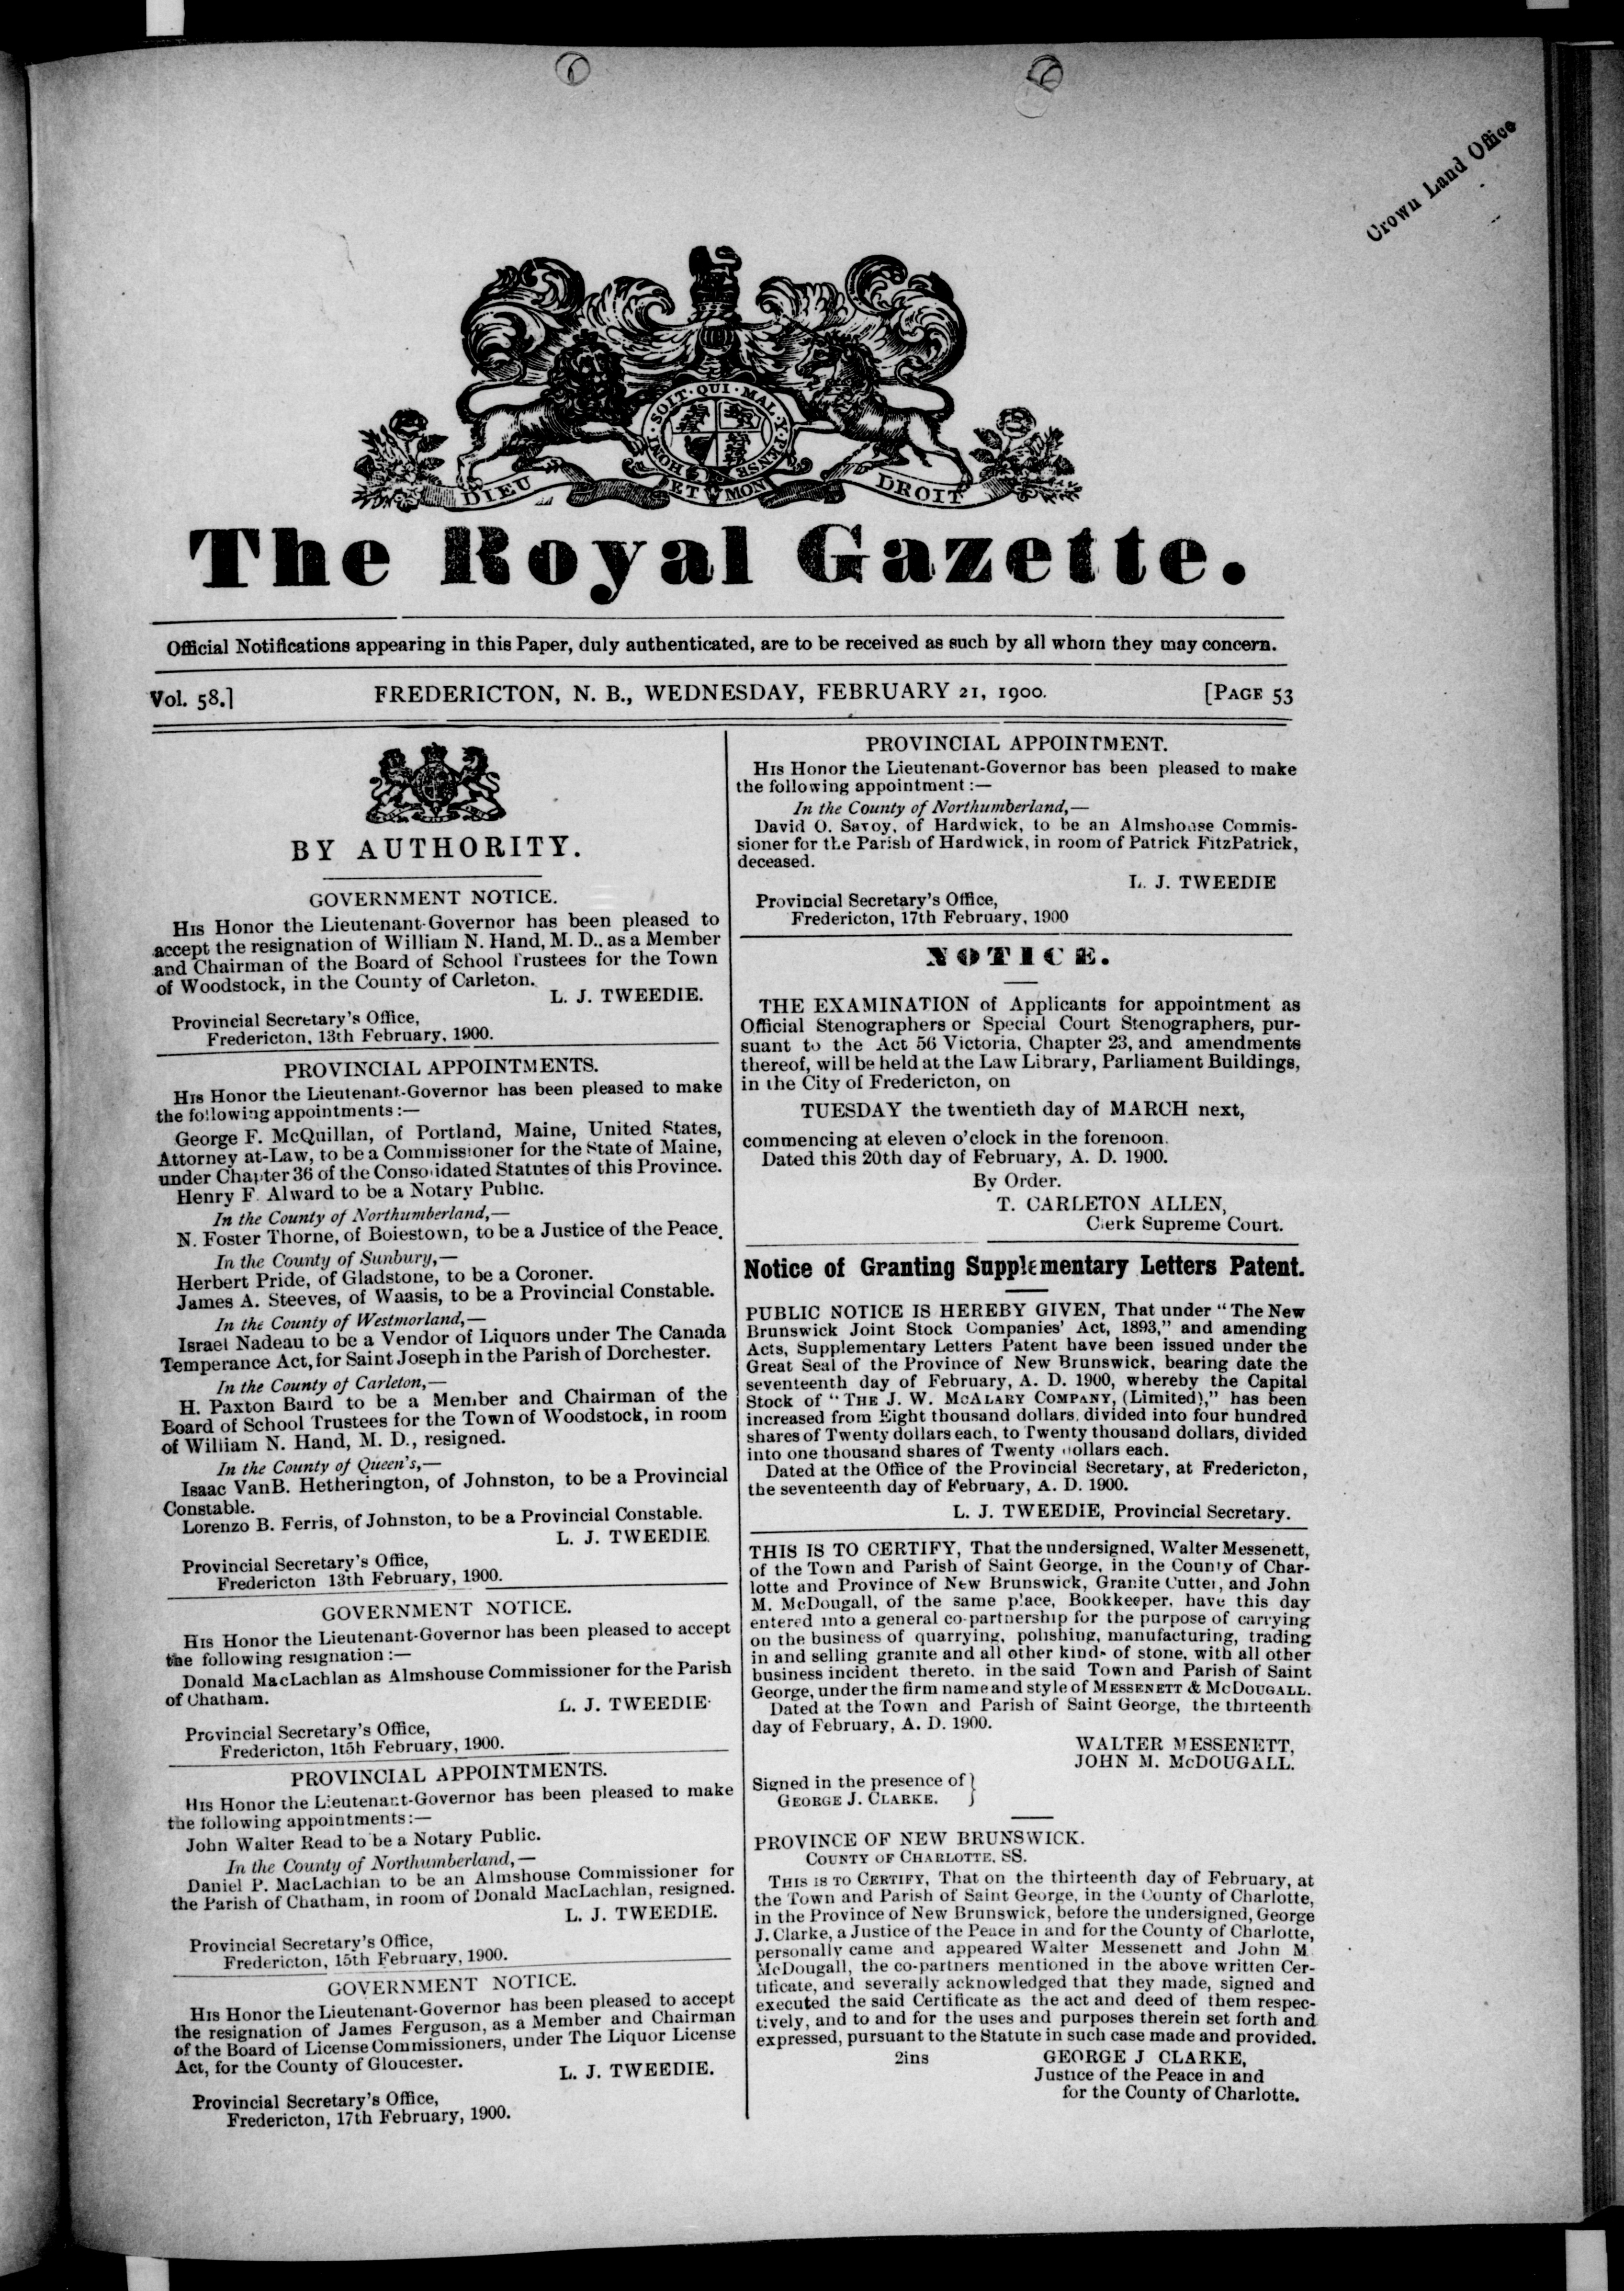 Crown Land Office
HONI · SOIT · QUI · MAL · Y · PENSE
DIEU ET MON DROIT
The Royal Gazette.
Official Notifications appearing in this Paper, duly authenticated, are to be received as such by all whom they may concern.
Vol. 58.] FREDERICTON, N. B., WEDNESDAY, FEBRUARY 21, 1900. [PAGE 53
BY AUTHORITY.
GOVERNMENT NOTICE.
HIS Honor the Lieutenant-Governor has been pleased to
accept the resignation of William N. Hand, M. D., as a Member
and Chairman of the Board of School Trustees for the Town
of Woodstock, in the County of Carleton.
L. J. TWEEDIE.
Provincial Secretary's Office,
Fredericton, 13th February, 1900.
PROVINCIAL APPOINTMENTS.
HIS Honor the Lieutenant-Governor has been pleased to make
the following appointments:—
George F. McQuillan, of Portland, Maine, United States,
Attorney at-Law, to be a Commissioner for the State of Maine,
under Chapter 36 of the Consolidated Statutes of this Province.
Henry F. Alward to be a Notary Public.
In the County of Northumberland,—
N. Foster Thorne, of Boiestown, to be a Justice of the Peace.
In the County of Sunbury,—
Herbert Pride, of Gladstone, to be a Coroner.
James A. Steeves, of Waasis, to be a Provincial Constable.
In the County of Westmorland,—
Israel Nadeau to be a Vendor of Liquors under The Canada
Temperance Act, for Saint Joseph in the Parish of Dorchester.
In the County of Carleton,—
H. Paxton Baird to be a Member and Chairman of the
Board of School Trustees for the Town of Woodstock, in room
of William N. Hand, M. D., resigned.
In the County of Queen's,—
Isaac VanB. Hetherington, of Johnston, to be a Provincial
Constable.
Lorenzo B. Ferris, of Johnston, to be a Provincial Constable.
L. J. TWEEDIE.
Provincial Secretary's Office,
Fredericton 13th February, 1900.
GOVERNMENT NOTICE.
HIS Honor the Lieutenant-Governor has been pleased to accept
the following resignation:—
Donald MacLachlan as Almshouse Commissioner for the Parish
of Chatham.
L. J. TWEEDIE·
Provincial Secretary's Office,
Fredericton, 1t5h February, 1900.
PROVINCIAL APPOINTMENTS.
HIS Honor the Lieutenant-Governor has been pleased to make
the following appointments:—
John Walter Read to be a Notary Public.
In the County of Northumberland,—
Daniel P. MacLachlan to be an Almshouse Commissioner for
the Parish of Chatham, in room of Donald MacLachlan, resigned.
L. J. TWEEDIE.
Provincial Secretary's Office,
Fredericton, 15th February, 1900.
GOVERNMENT NOTICE.
HIS Honor the Lieutenant-Governor has been pleased to accept
the resignation of James Ferguson, as a Member and Chairman
of the Board of License Commissioners, under The Liquor License
Act, for the County of Gloucester.
L. J. TWEEDIE.
Provincial Secretary's Office,
Fredericton, 17th February, 1900.
PROVINCIAL APPOINTMENT.
HIS Honor the Lieutenant-Governor has been pleased to make
the following appointment:—
In the County of Northumberland,—
David O. Savoy, of Hardwick, to be an Almshouse Commis-
sioner for the Parish of Hardwick, in room of Patrick FitzPatrick,
deceased.
L. J. TWEEDIE
Provincial Secretary's Office,
Fredericton, 17th February, 1900
NOTICE.
THE EXAMINATION of Applicants for appointment as
Official Stenographers or Special Court Stenographers, pur-
suant to the Act 56 Victoria, Chapter 23, and amendments
thereof, will be held at the Law Library, Parliament Buildings,
in the City of Fredericton, on
TUESDAY the twentieth day of MARCH next,
commencing at eleven o'clock in the forenoon.
Dated this 20th day of February, A. D. 1900.
By Order.
T. CARLETON ALLEN,
Clerk Supreme Court.
Notice of Granting Supplementary Letters Patent.
PUBLIC NOTICE IS HEREBY GIVEN, That under "The New
Brunswick Joint Stock Companies' Act, 1893," and amending
Acts, Supplementary Letters Patent have been issued under the
Great Seal of the Province of New Brunswick, bearing date the
seventeenth day of February, A. D. 1900, whereby the Capital
Stock of "THE J. W. MCALARY COMPANY, (Limited)," has been
increased from Eight thousand dollars, divided into four hundred
shares of Twenty dollars each, to Twenty thousand dollars, divided
into one thousand shares of Twenty dollars each.
Dated at the Office of the Provincial Secretary, at Fredericton,
the seventeenth day of February, A. D. 1900.
L. J. TWEEDIE, Provincial Secretary.
THIS IS TO CERTIFY, That the undersigned, Walter Messenett,
of the Town and Parish of Saint George, in the County of Char-
lotte and Province of New Brunswick, Granite Cutter, and John
M. McDougall, of the same place, Bookkeeper, have this day
entered into a general co-partnership for the purpose of carrying
on the business of quarrying, polishing, manufacturing, trading
in and selling granite and all other kinds of stone, with all other
business incident thereto. in the said Town and Parish of Saint
George, under the firm name and style of MESSENETT & MCDOUGALL.
Dated at the Town and Parish of Saint George, the thirteenth
day of February, A. D. 1900.
WALTER MESSENETT,
JOHN M. McDOUGALL.
Signed in the presence of }
GEORGE J. CLARKE.
PROVINCE OF NEW BRUNSWICK.
COUNTY OF CHARLOTTE. SS.
THIS IS TO CERTIFY, That on the thirteenth day of February, at
the Town and Parish of Saint George, in the County of Charlotte,
in the Province of New Brunswick, before the undersigned, George
J. Clarke, a Justice of the Peace in and for the County of Charlotte,
personally came and appeared Walter Messenett and John M
McDougall, the co-partners mentioned in the above written Cer-
tificate, and severally acknowledged that they made, signed and
executed the said Certificate as the act and deed of them respec-
tively, and to and for the uses and purposes therein set forth and
expressed, pursuant to the Statute in such case made and provided.
2ins GEORGE J CLARKE,
Justice of the Peace in and
for the County of Charlotte.